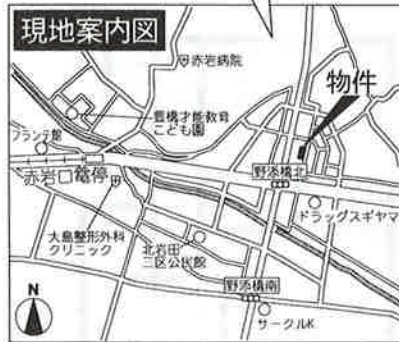 現地案内図
赤岩病院
物件
豊橋才能教育
こども園
フランテ館
赤岩口電停
野添橋北
ドラッグスギヤマ
大島整形外科
クリニック
北岩田
二区公民館
野添橋南
N
サークルK